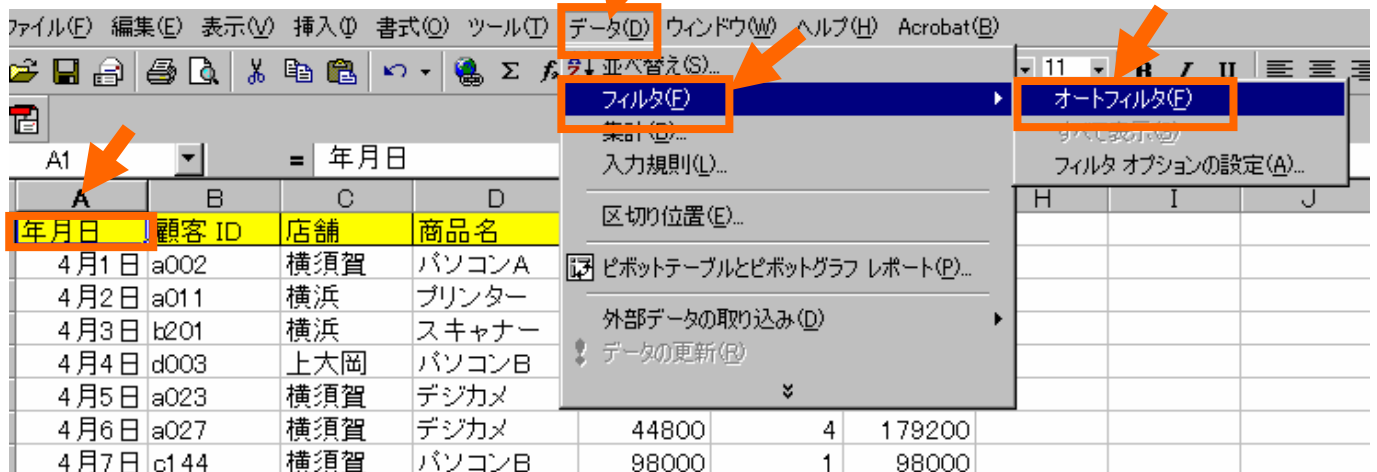 ファイル(F) 編集(E) 表示(V) 挿入(I) 書式(O) ツール(T) データ(D) ウィンドウ(W) ヘルプ(H) Acrobat(B)
Σ 11 B I U
並べ替え(S)...
フィルタ(F)
オートフィルタ(F)
集計(B)...
すべて表示(S)
入力規則(L)...
フィルタ オプションの設定(A)...
A1 = 年月日
区切り位置(E)...
ピボットテーブルとピボットグラフ レポート(P)...
外部データの取り込み(D)
データの更新(R)
A B C D H I J
年月日 顧客 ID 店舗 商品名
4月1日 a002 横須賀 パソコンA
4月2日 a011 横浜 プリンター
4月3日 b201 横浜 スキャナー
4月4日 d003 上大岡 パソコンB
4月5日 a023 横須賀 デジカメ
4月6日 a027 横須賀 デジカメ 44800 4 179200
4月7日 c144 横須賀 パソコンB 98000 1 98000